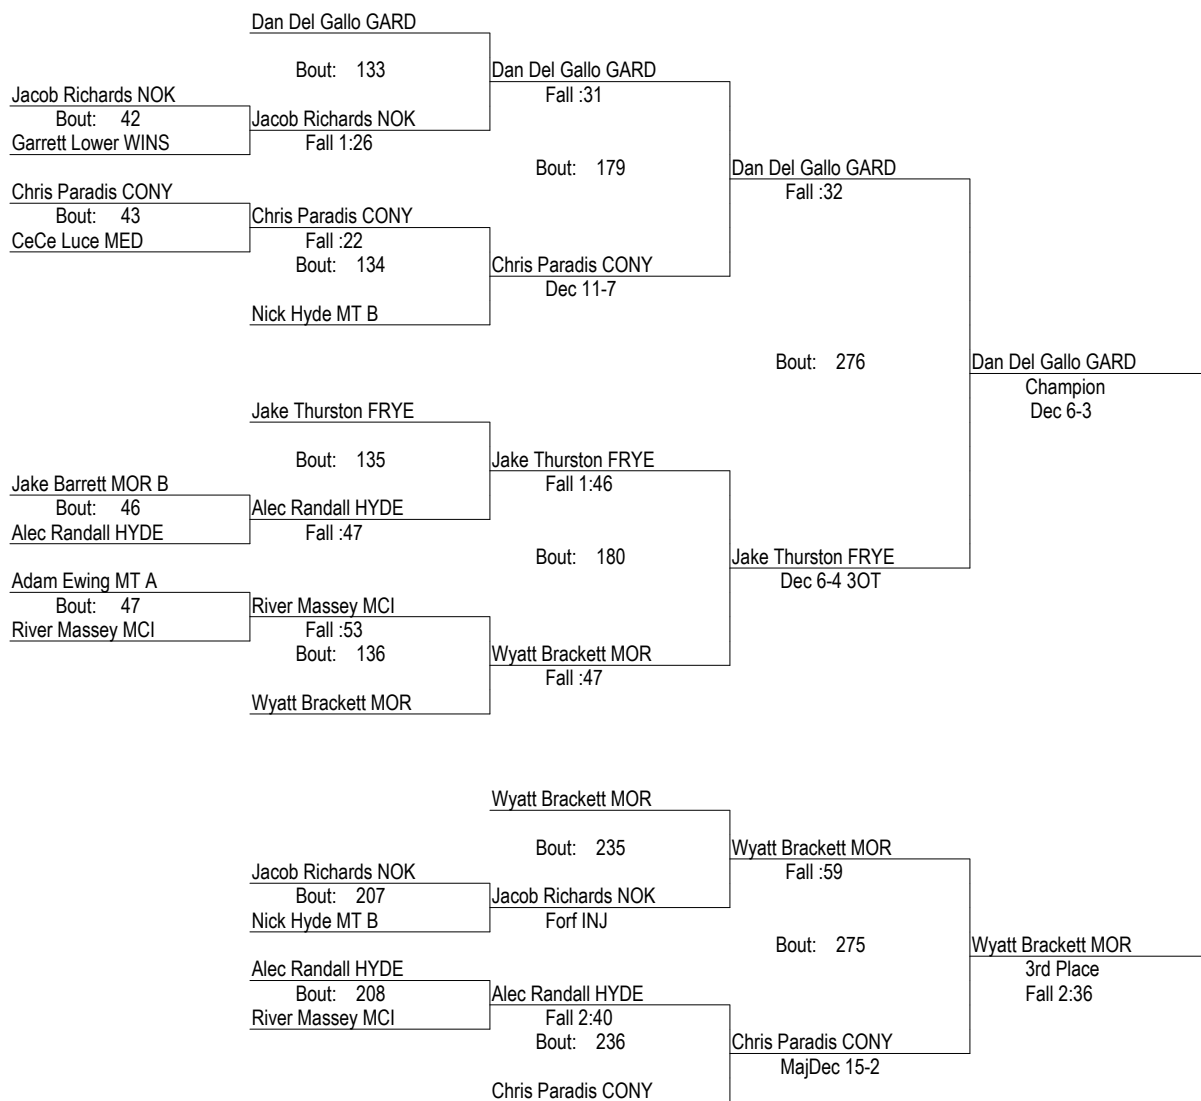 Dan Del Gallo GARD
Bout: 133
Dan Del Gallo GARD
Jacob Richards NOK
Fall :31
Bout: 42
Jacob Richards NOK
Garrett Lower WINS
Fall 1:26
Bout: 179
Dan Del Gallo GARD
Chris Paradis CONY
Fall :32
Bout: 43
Chris Paradis CONY
CeCe Luce MED
Fall :22
Bout: 134
Chris Paradis CONY
Dec 11-7
Nick Hyde MT B
Bout: 276
Dan Del Gallo GARD
Champion
Dec 6-3
Jake Thurston FRYE
Bout: 135
Jake Thurston FRYE
Jake Barrett MOR B
Fall 1:46
Bout: 46
Alec Randall HYDE
Alec Randall HYDE
Fall :47
Bout: 180
Jake Thurston FRYE
Adam Ewing MT A
Dec 6-4 3OT
Bout: 47
River Massey MCI
River Massey MCI
Fall :53
Bout: 136
Wyatt Brackett MOR
Fall :47
Wyatt Brackett MOR
Wyatt Brackett MOR
Bout: 235
Wyatt Brackett MOR
Jacob Richards NOK
Fall :59
Bout: 207
Jacob Richards NOK
Nick Hyde MT B
Forf INJ
Bout: 275
Wyatt Brackett MOR
Alec Randall HYDE
3rd Place
Bout: 208
Alec Randall HYDE
Fall 2:36
River Massey MCI
Fall 2:40
Bout: 236
Chris Paradis CONY
MajDec 15-2
Chris Paradis CONY